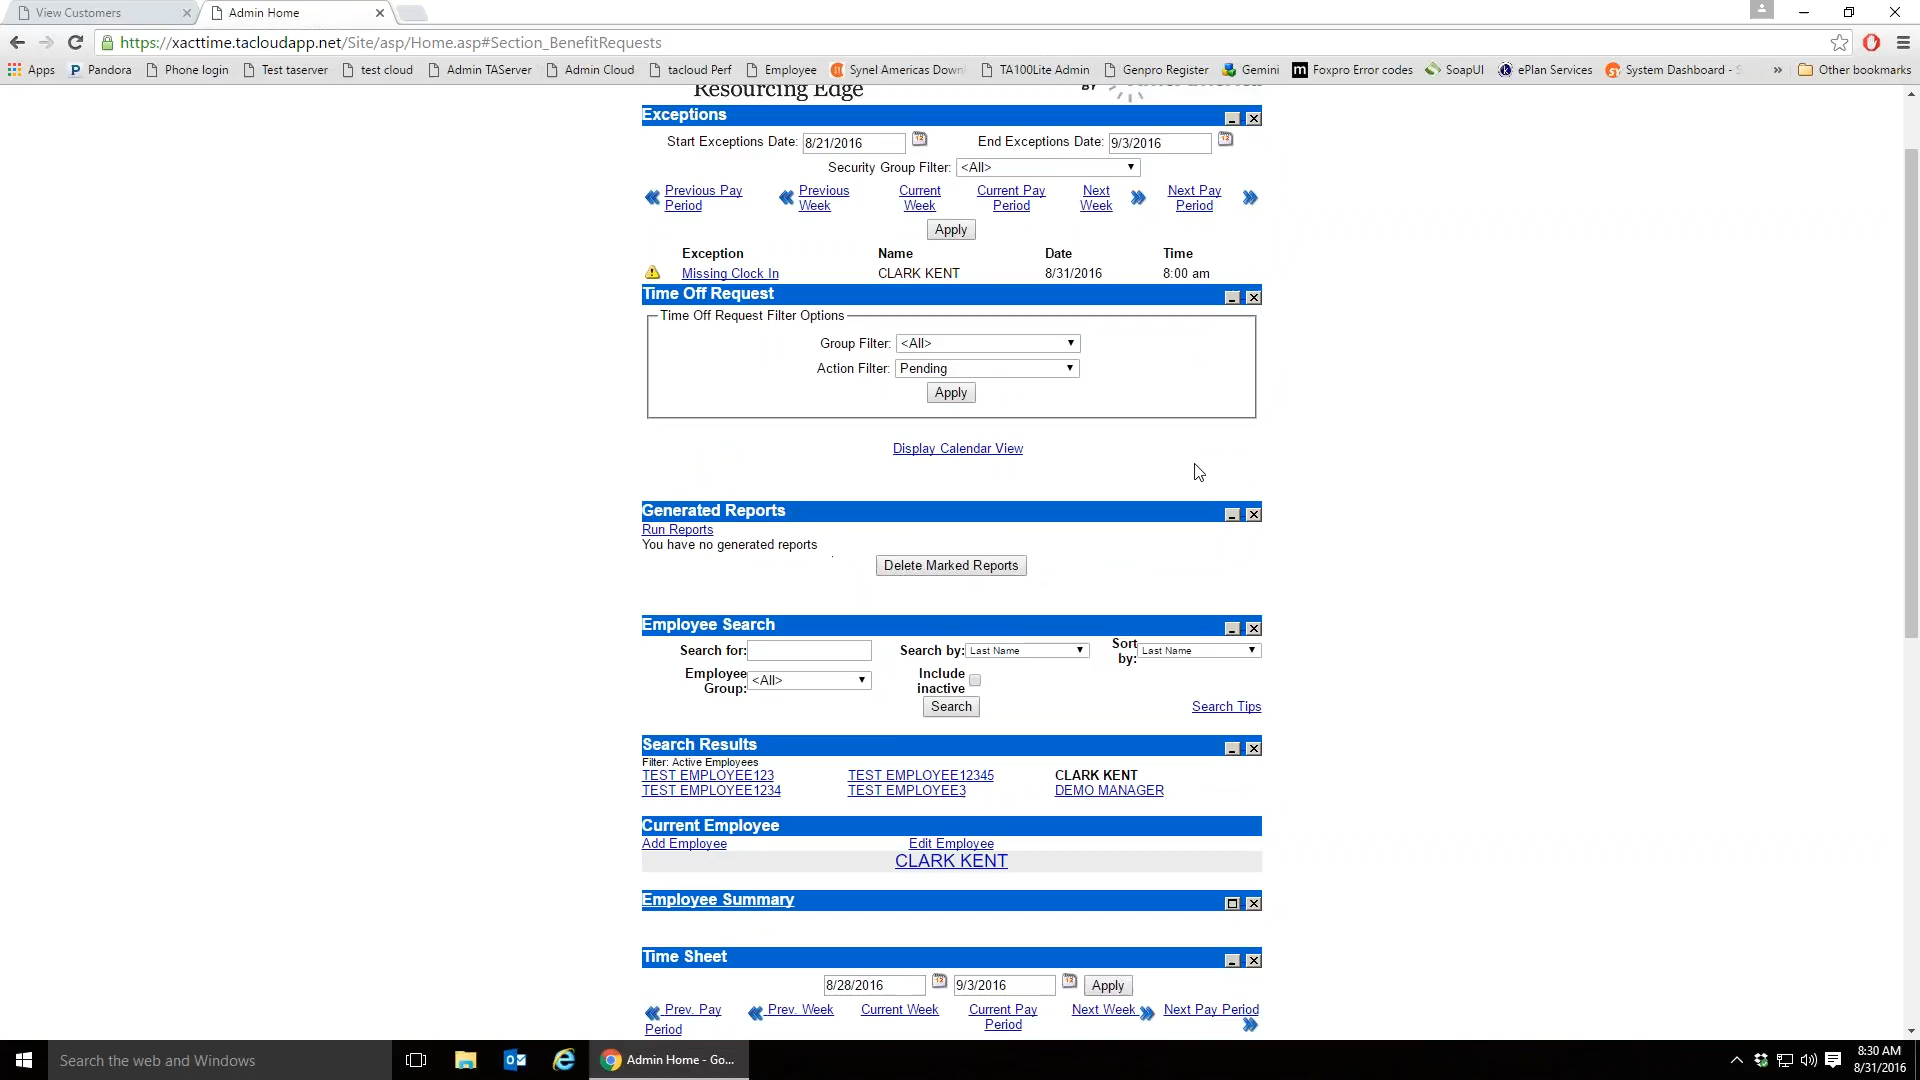 View Customers
Admin Home
https://xacttime.tacloudapp.net/Site/asp/Home.asp#Section_BenefitRequests
Apps Pandora Phone login Test taserver test cloud Admin TAServer Admin Cloud tacloud Perf Employee Synel Americas Down TA100Lite Admin Genpro Register Gemini Foxpro Error codes SoapUI ePlan Services System Dashboard - S » Other bookmarks
Resourcing Edge BY
Exceptions
Start Exceptions Date: 8/21/2016 End Exceptions Date: 9/3/2016
Security Group Filter: <All>
Previous Pay Period Previous Week Current Week Current Pay Period Next Week Next Pay Period
Apply
Exception Name Date Time
Missing Clock In CLARK KENT 8/31/2016 8:00 am
Time Off Request
Time Off Request Filter Options
Group Filter: <All>
Action Filter: Pending
Apply
Display Calendar View
Generated Reports
Run Reports
You have no generated reports
Delete Marked Reports
Employee Search
Search for: Search by: Last Name Sort by: Last Name
Employee Group: <All> Include inactive
Search Search Tips
Search Results
Filter: Active Employees
TEST EMPLOYEE123 TEST EMPLOYEE12345 CLARK KENT
TEST EMPLOYEE1234 TEST EMPLOYEE3 DEMO MANAGER
Current Employee
Add Employee Edit Employee
CLARK KENT
Employee Summary
Time Sheet
8/28/2016 9/3/2016 Apply
Prev. Pay Period Prev. Week Current Week Current Pay Period Next Week Next Pay Period
Search the web and Windows Admin Home - Go...
8:30 AM
8/31/2016